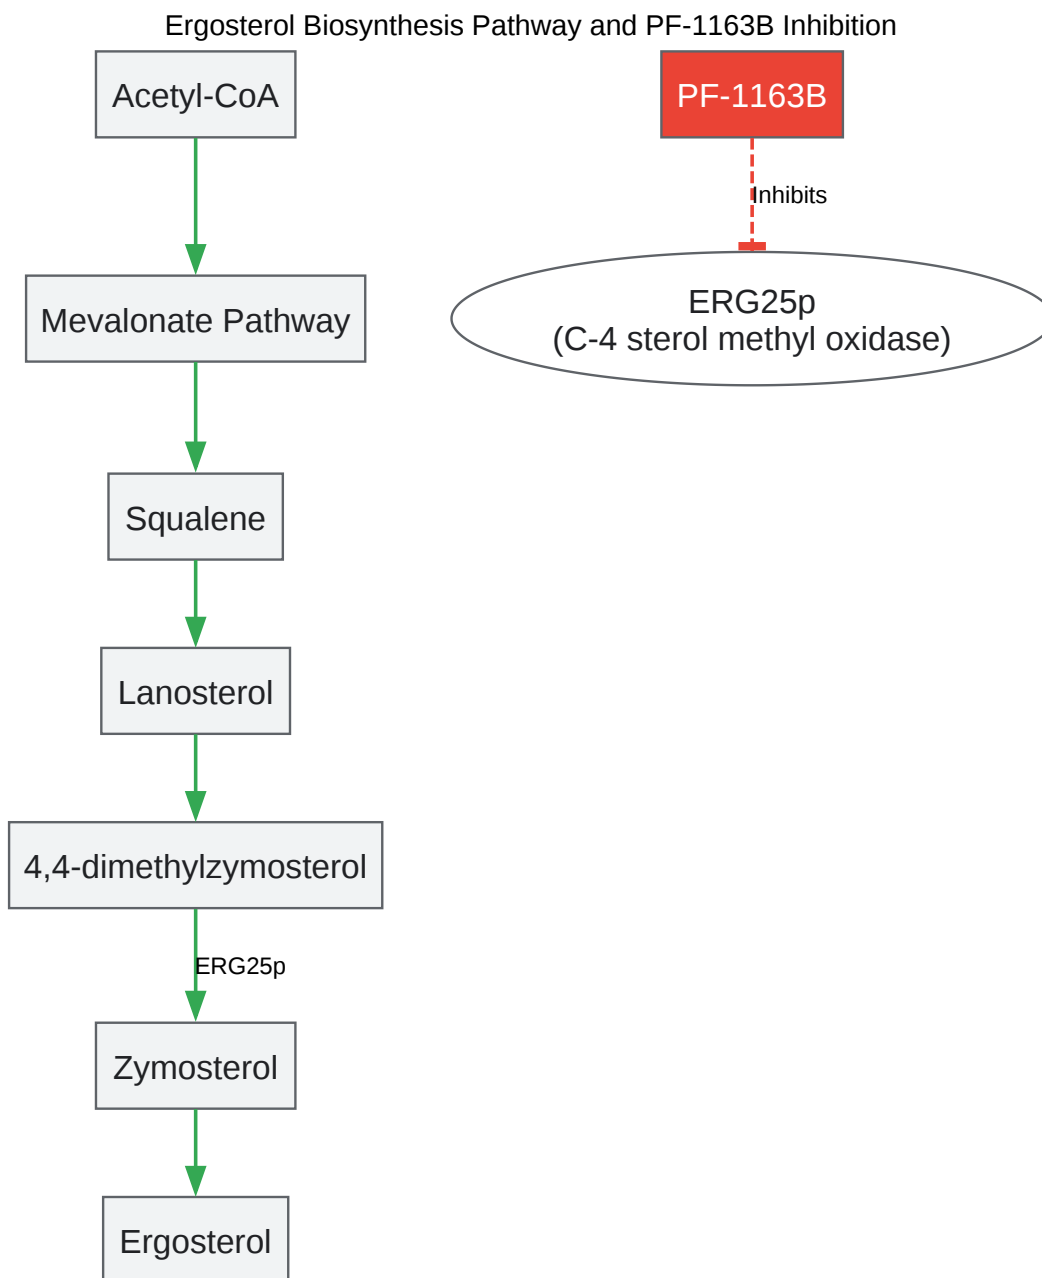 Ergosterol Biosynthesis Pathway and PF-1163B Inhibition
Acetyl-CoA
PF-1163B
Inhibits
Mevalonate Pathway
ERG25p
(C-4 sterol methyl oxidase)
Squalene
Lanosterol
4,4-dimethylzymosterol
ERG25p
Zymosterol
Ergosterol